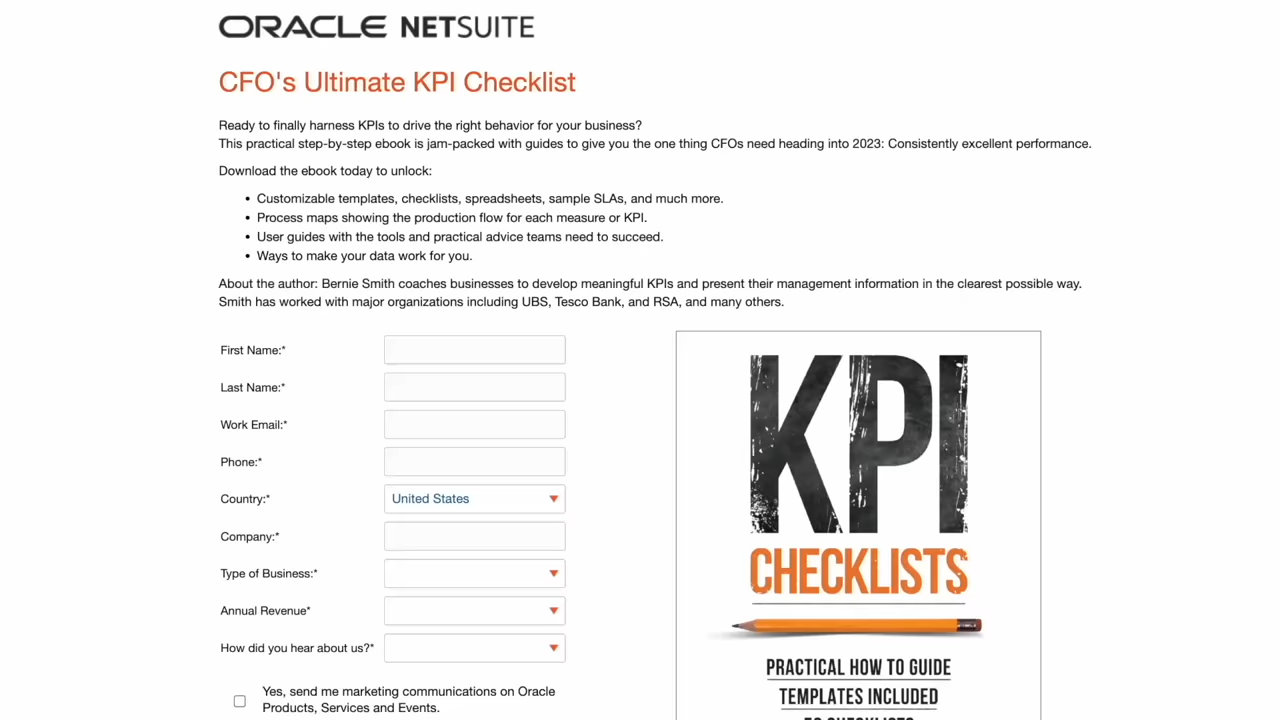 ORACLE NETSUITE
CFO's Ultimate KPI Checklist
Ready to finally harness KPIs to drive the right behavior for your business?
This practical step-by-step ebook is jam-packed with guides to give you the one thing CFOs need heading into 2023: Consistently excellent performance.
Download the ebook today to unlock:
• Customizable templates, checklists, spreadsheets, sample SLAs, and much more.
• Process maps showing the production flow for each measure or KPI.
• User guides with the tools and practical advice teams need to succeed.
• Ways to make your data work for you.
About the author: Bernie Smith coaches businesses to develop meaningful KPIs and present their management information in the clearest possible way.
Smith has worked with major organizations including UBS, Tesco Bank, and RSA, and many others.
First Name:*
Last Name:*
Work Email:*
Phone:*
Country:* United States
Company:*
Type of Business:*
Annual Revenue*
How did you hear about us?*
Yes, send me marketing communications on Oracle
Products, Services and Events.
KPI
CHECKLISTS
PRACTICAL HOW TO GUIDE
TEMPLATES INCLUDED